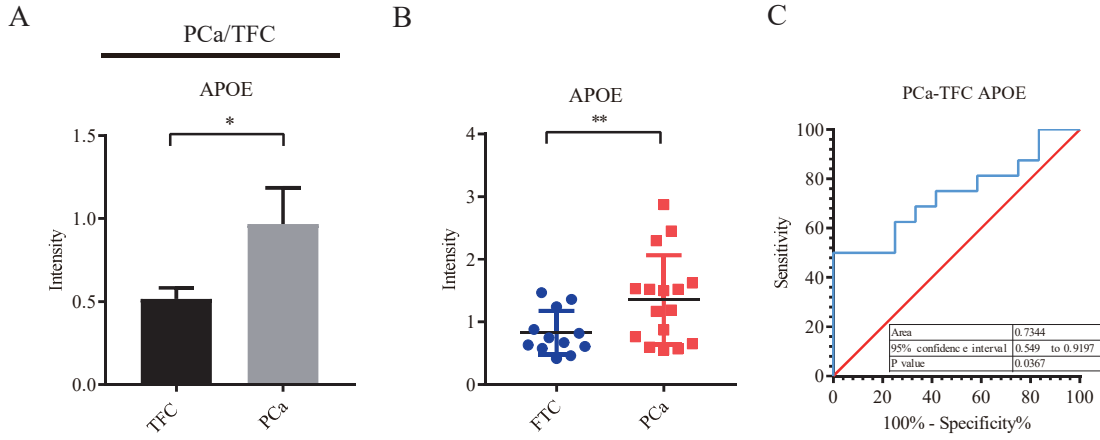 A
PCa/TFC
APOE
*
1.5
1.0
0.5
0.0
Intensity
TFC
PCa
B
APOE
**
4
3
2
1
0
Intensity
FTC
PCa
C
PCa-TFC APOE
100
80
60
40
20
0
Sensitivity
Area 0.7344
95% confidence interval 0.549 to 0.9197
P value 0.0367
0 20 40 60 80 100
100% - Specificity%